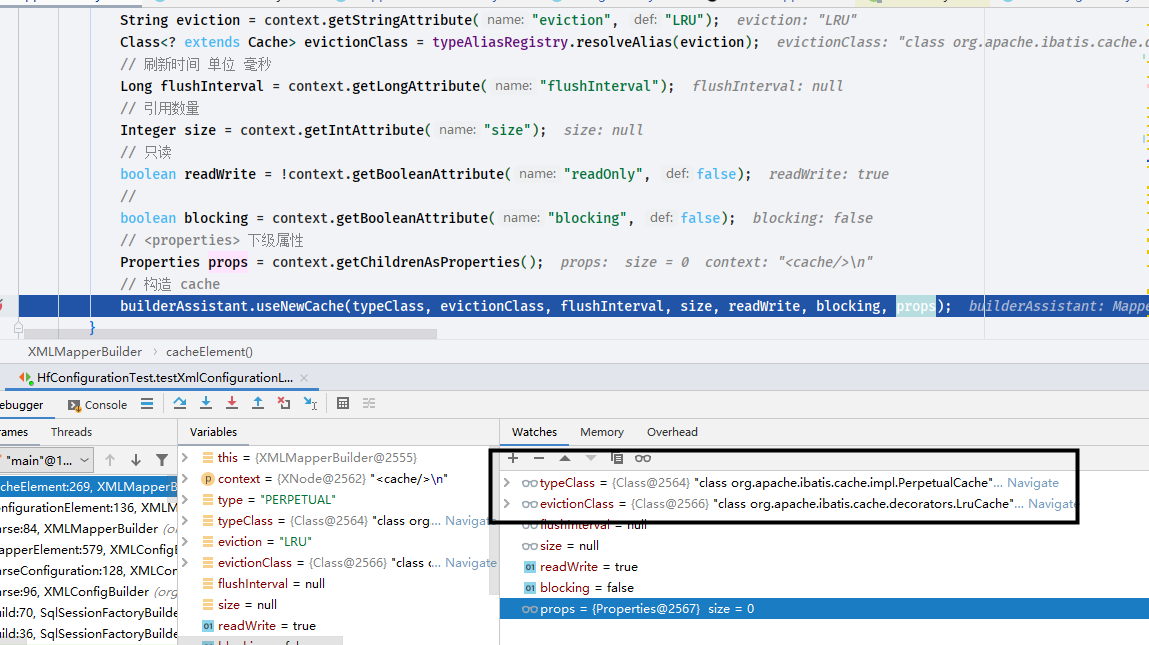 String eviction = context.getStringAttribute( name: "eviction", def: "LRU"); eviction: "LRU"
Class<? extends Cache> evictionClass = typeAliasRegistry.resolveAlias(eviction); evictionClass: "class org.apache.ibatis.cache.d
// 刷新时间 单位 毫秒
Long flushInterval = context.getLongAttribute( name: "flushInterval"); flushInterval: null
// 引用数量
Integer size = context.getIntAttribute( name: "size"); size: null
// 只读
boolean readWrite = !context.getBooleanAttribute( name: "readOnly", def: false); readWrite: true
//
boolean blocking = context.getBooleanAttribute( name: "blocking", def: false); blocking: false
// <properties> 下级属性
Properties props = context.getChildrenAsProperties(); props: size = 0 context: "<cache/>\n"
// 构造 cache
builderAssistant.useNewCache(typeClass, evictionClass, flushInterval, size, readWrite, blocking, props); builderAssistant: Mappe
}
XMLMapperBuilder › cacheElement()
HfConfigurationTest.testXmlConfigurationL... ×
ebugger Console
rames Threads Variables Watches Memory Overhead
"main"@1...
cheElement:269, XMLMapperB
ngurationElement:136, XMLM
arse:84, XMLMapperBuilder (o
apperElement:579, XMLConfigB
arseConfiguration:128, XMLCon
arse:96, XMLConfigBuilder (org
uild:70, SqlSessionFactoryBuilde
uild:36, SqlSessionFactoryBuilde
this = {XMLMapperBuilder@2555}
context = {XNode@2562} "<cache/>\n"
type = "PERPETUAL"
typeClass = {Class@2564} "class org... Navigat
eviction = "LRU"
evictionClass = {Class@2566} "class c... Navigat
flushInterval = null
size = null
readWrite = true
typeClass = {Class@2564} "class org.apache.ibatis.cache.impl.PerpetualCache"... Navigate
evictionClass = {Class@2566} "class org.apache.ibatis.cache.decorators.LruCache"... Navigate
flushInterval = null
size = null
readWrite = true
blocking = false
props = {Properties@2567} size = 0